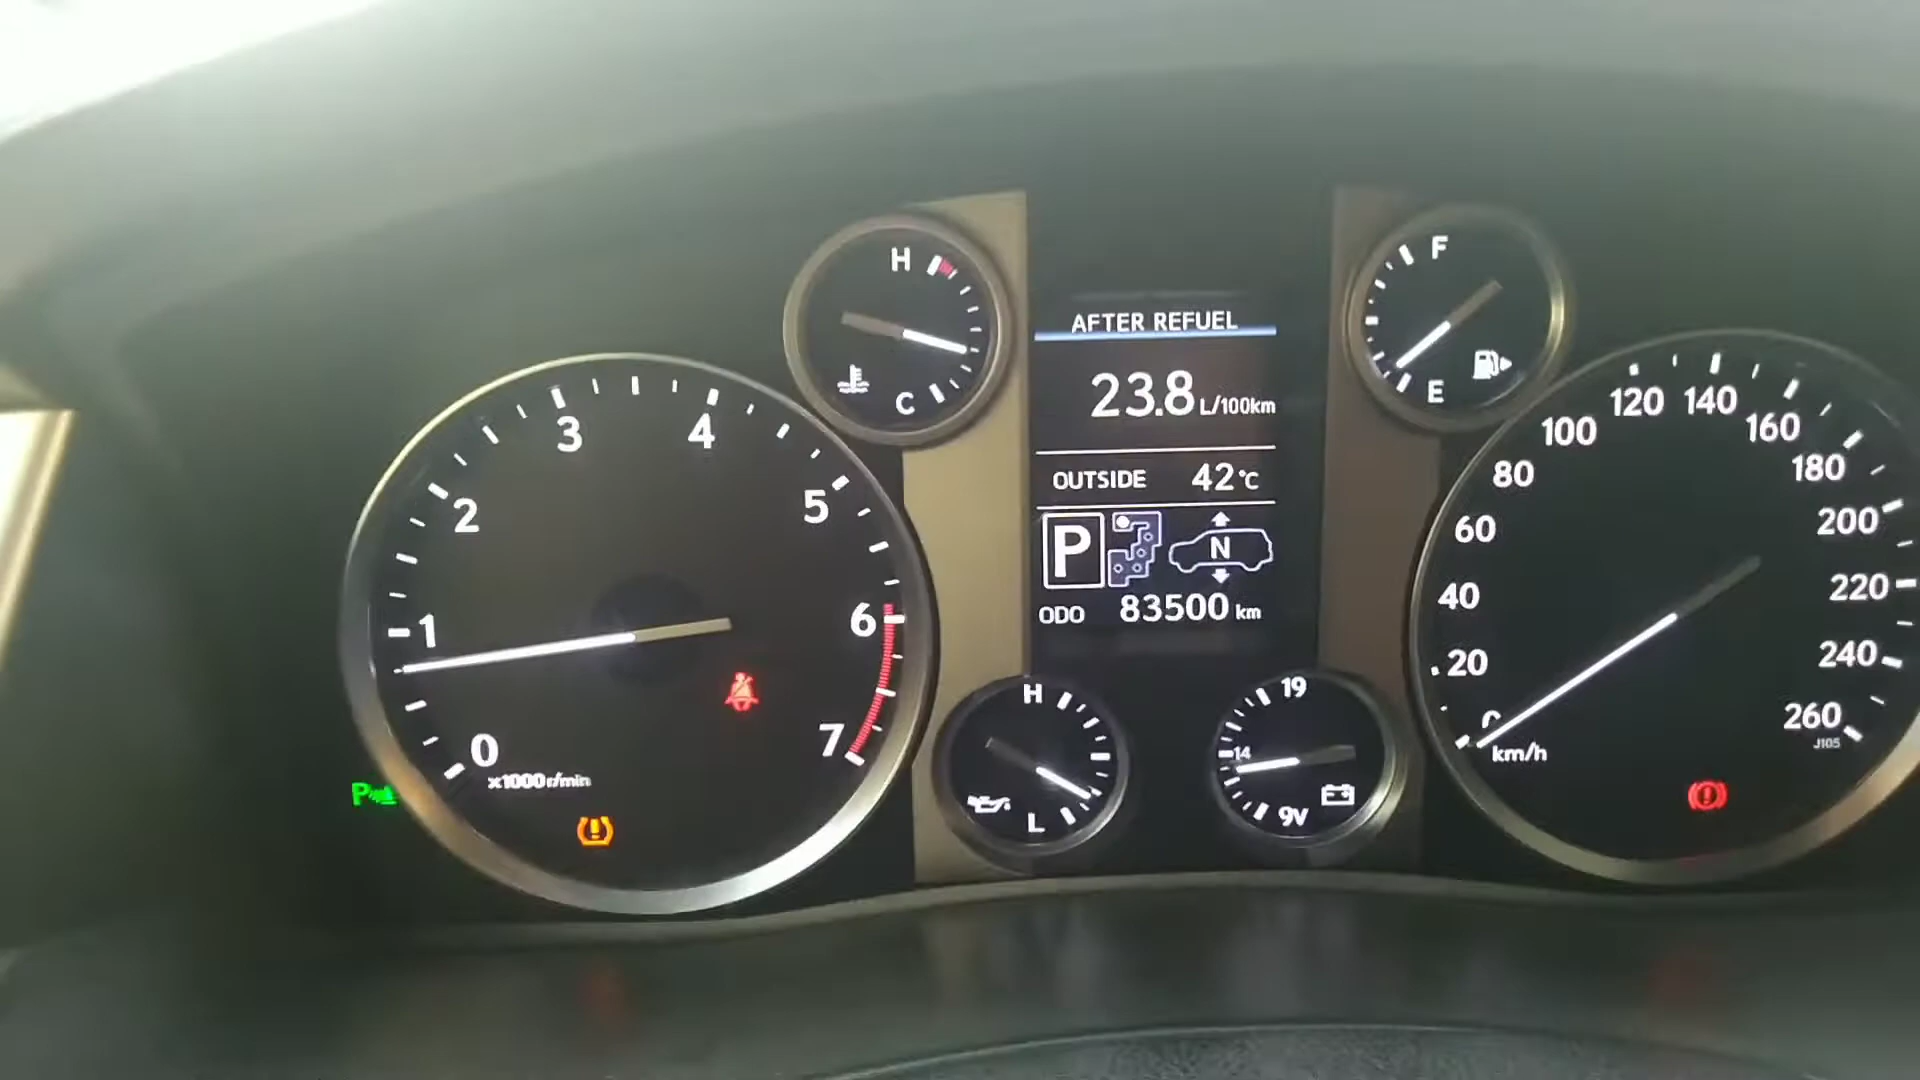 H
C
AFTER REFUEL
23.8 L/100km
OUTSIDE 42°C
P
N
ODO 83500 km
F
E
0
1
2
3
4
5
6
7
x1000r/min
P
H
L
19
14
9V
0
20
40
60
80
100
120
140
160
180
200
220
240
260
km/h
J105